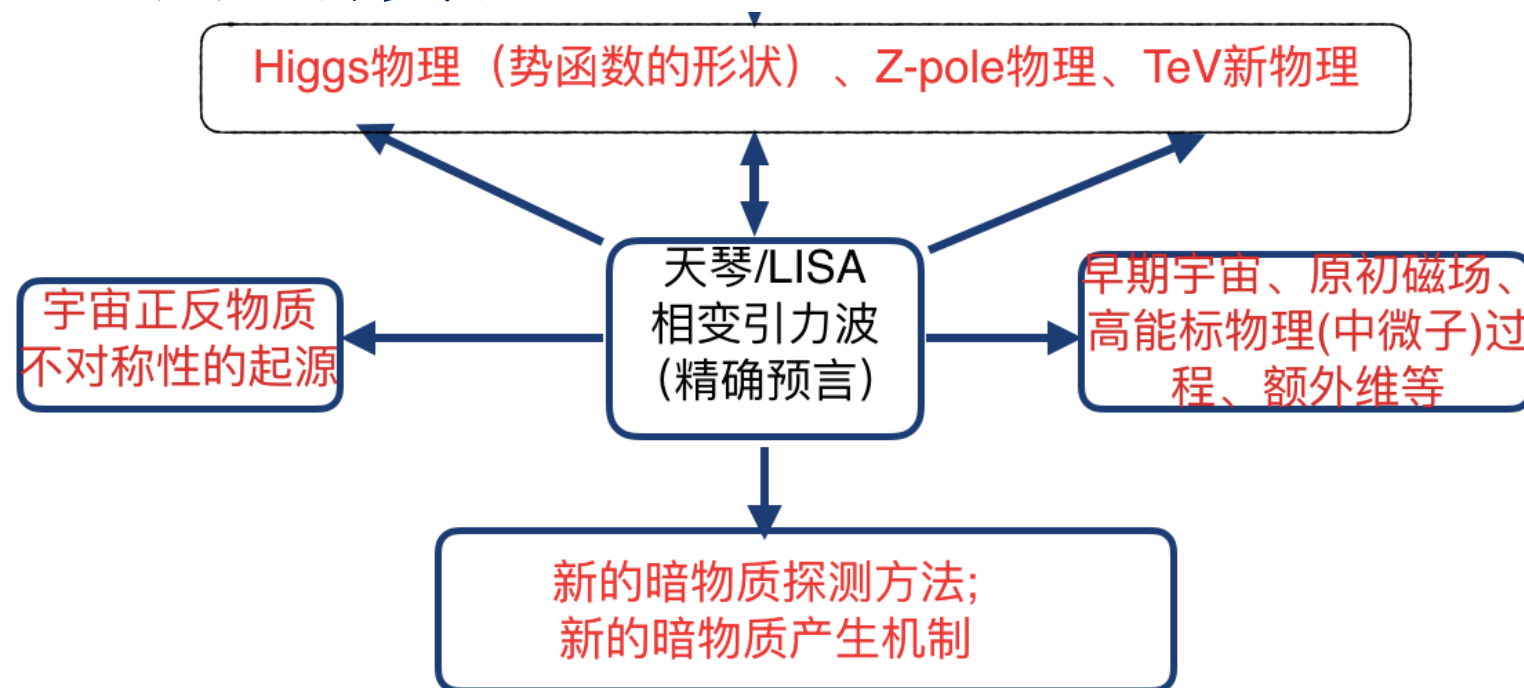 Higgs物理（势函数的形状）、Z-pole物理、TeV新物理
天琴/LISA
相变引力波
（精确预言）
宇宙正反物质
不对称性的起源
早期宇宙、原初磁场、
高能标物理(中微子)过
程、额外维等
新的暗物质探测方法;
新的暗物质产生机制